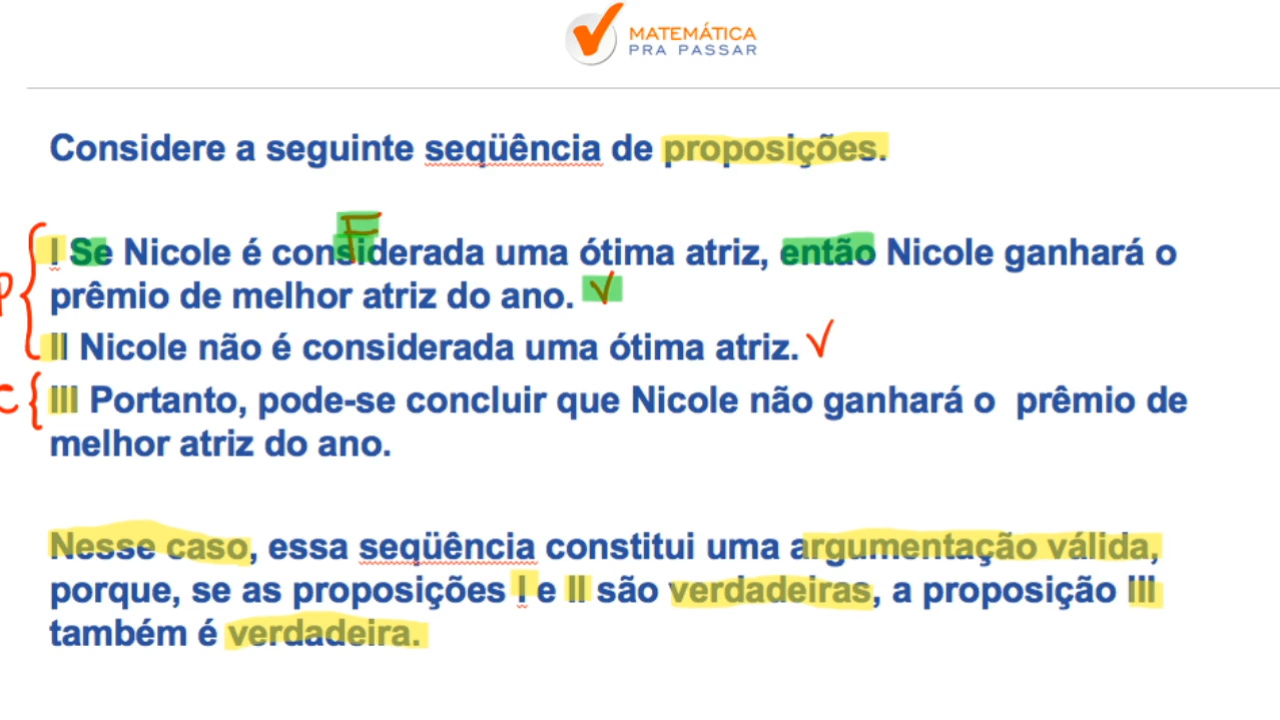 MATEMÁTICA
PRA PASSAR
Considere a seguinte seqüência de proposições.
F
I Se Nicole é considerada uma ótima atriz, então Nicole ganhará o
P { prêmio de melhor atriz do ano. V
II Nicole não é considerada uma ótima atriz. V
C { III Portanto, pode-se concluir que Nicole não ganhará o prêmio de
melhor atriz do ano.
Nesse caso, essa seqüência constitui uma argumentação válida,
porque, se as proposições I e II são verdadeiras, a proposição III
também é verdadeira.